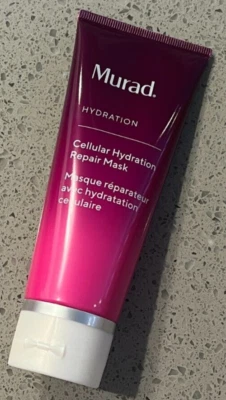 Murad.
HYDRATION
Cellular Hydration
Repair Mask
Masque réparateur
avec hydratation
cellulaire